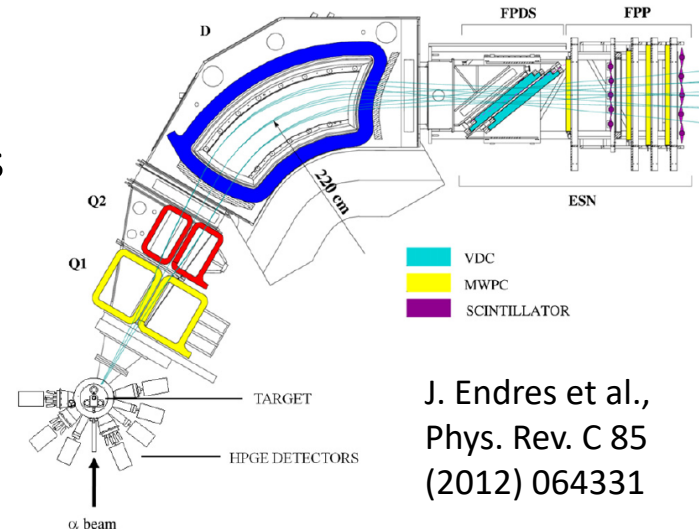 D
FPDS
FPP
S
Q2
Q1
220 cm
ESN
VDC
MWPC
SCINTILLATOR
TARGET
HPGE DETECTORS
α beam
J. Endres et al.,
Phys. Rev. C 85
(2012) 064331